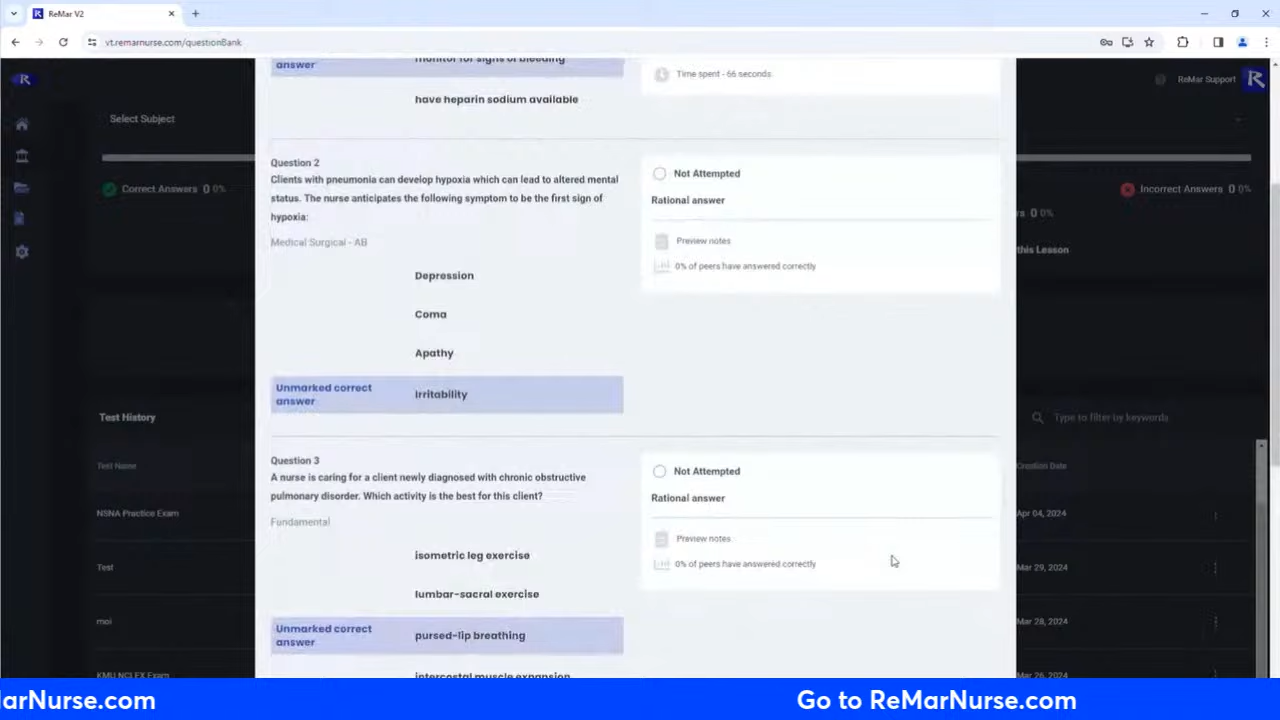 ReMar V2
vt.remarnurse.com/questionBank
R
ReMar Support
Select Subject
Correct Answers 0 0%
Incorrect Answers 0 0%
rs 0 0%
this Lesson
answer
monitor for signs of bleeding
have heparin sodium available
Time spent - 66 seconds
Question 2
Clients with pneumonia can develop hypoxia which can lead to altered mental
status. The nurse anticipates the following symptom to be the first sign of
hypoxia:
Medical Surgical - AB
Depression
Coma
Apathy
Unmarked correct
answer
Irritability
Not Attempted
Rational answer
Preview notes
0% of peers have answered correctly
Question 3
A nurse is caring for a client newly diagnosed with chronic obstructive
pulmonary disorder. Which activity is the best for this client?
Fundamental
isometric leg exercise
lumbar-sacral exercise
Unmarked correct
answer
pursed-lip breathing
intercostal muscle expansion
Not Attempted
Rational answer
Preview notes
0% of peers have answered correctly
Test History
Type to filter by keywords
Test Name
Creation Date
NSNA Practice Exam
Apr 04, 2024
Test
Mar 29, 2024
moi
Mar 28, 2024
KMU NCLEX Exam
Mar 26, 2024
arNurse.com
Go to ReMarNurse.com